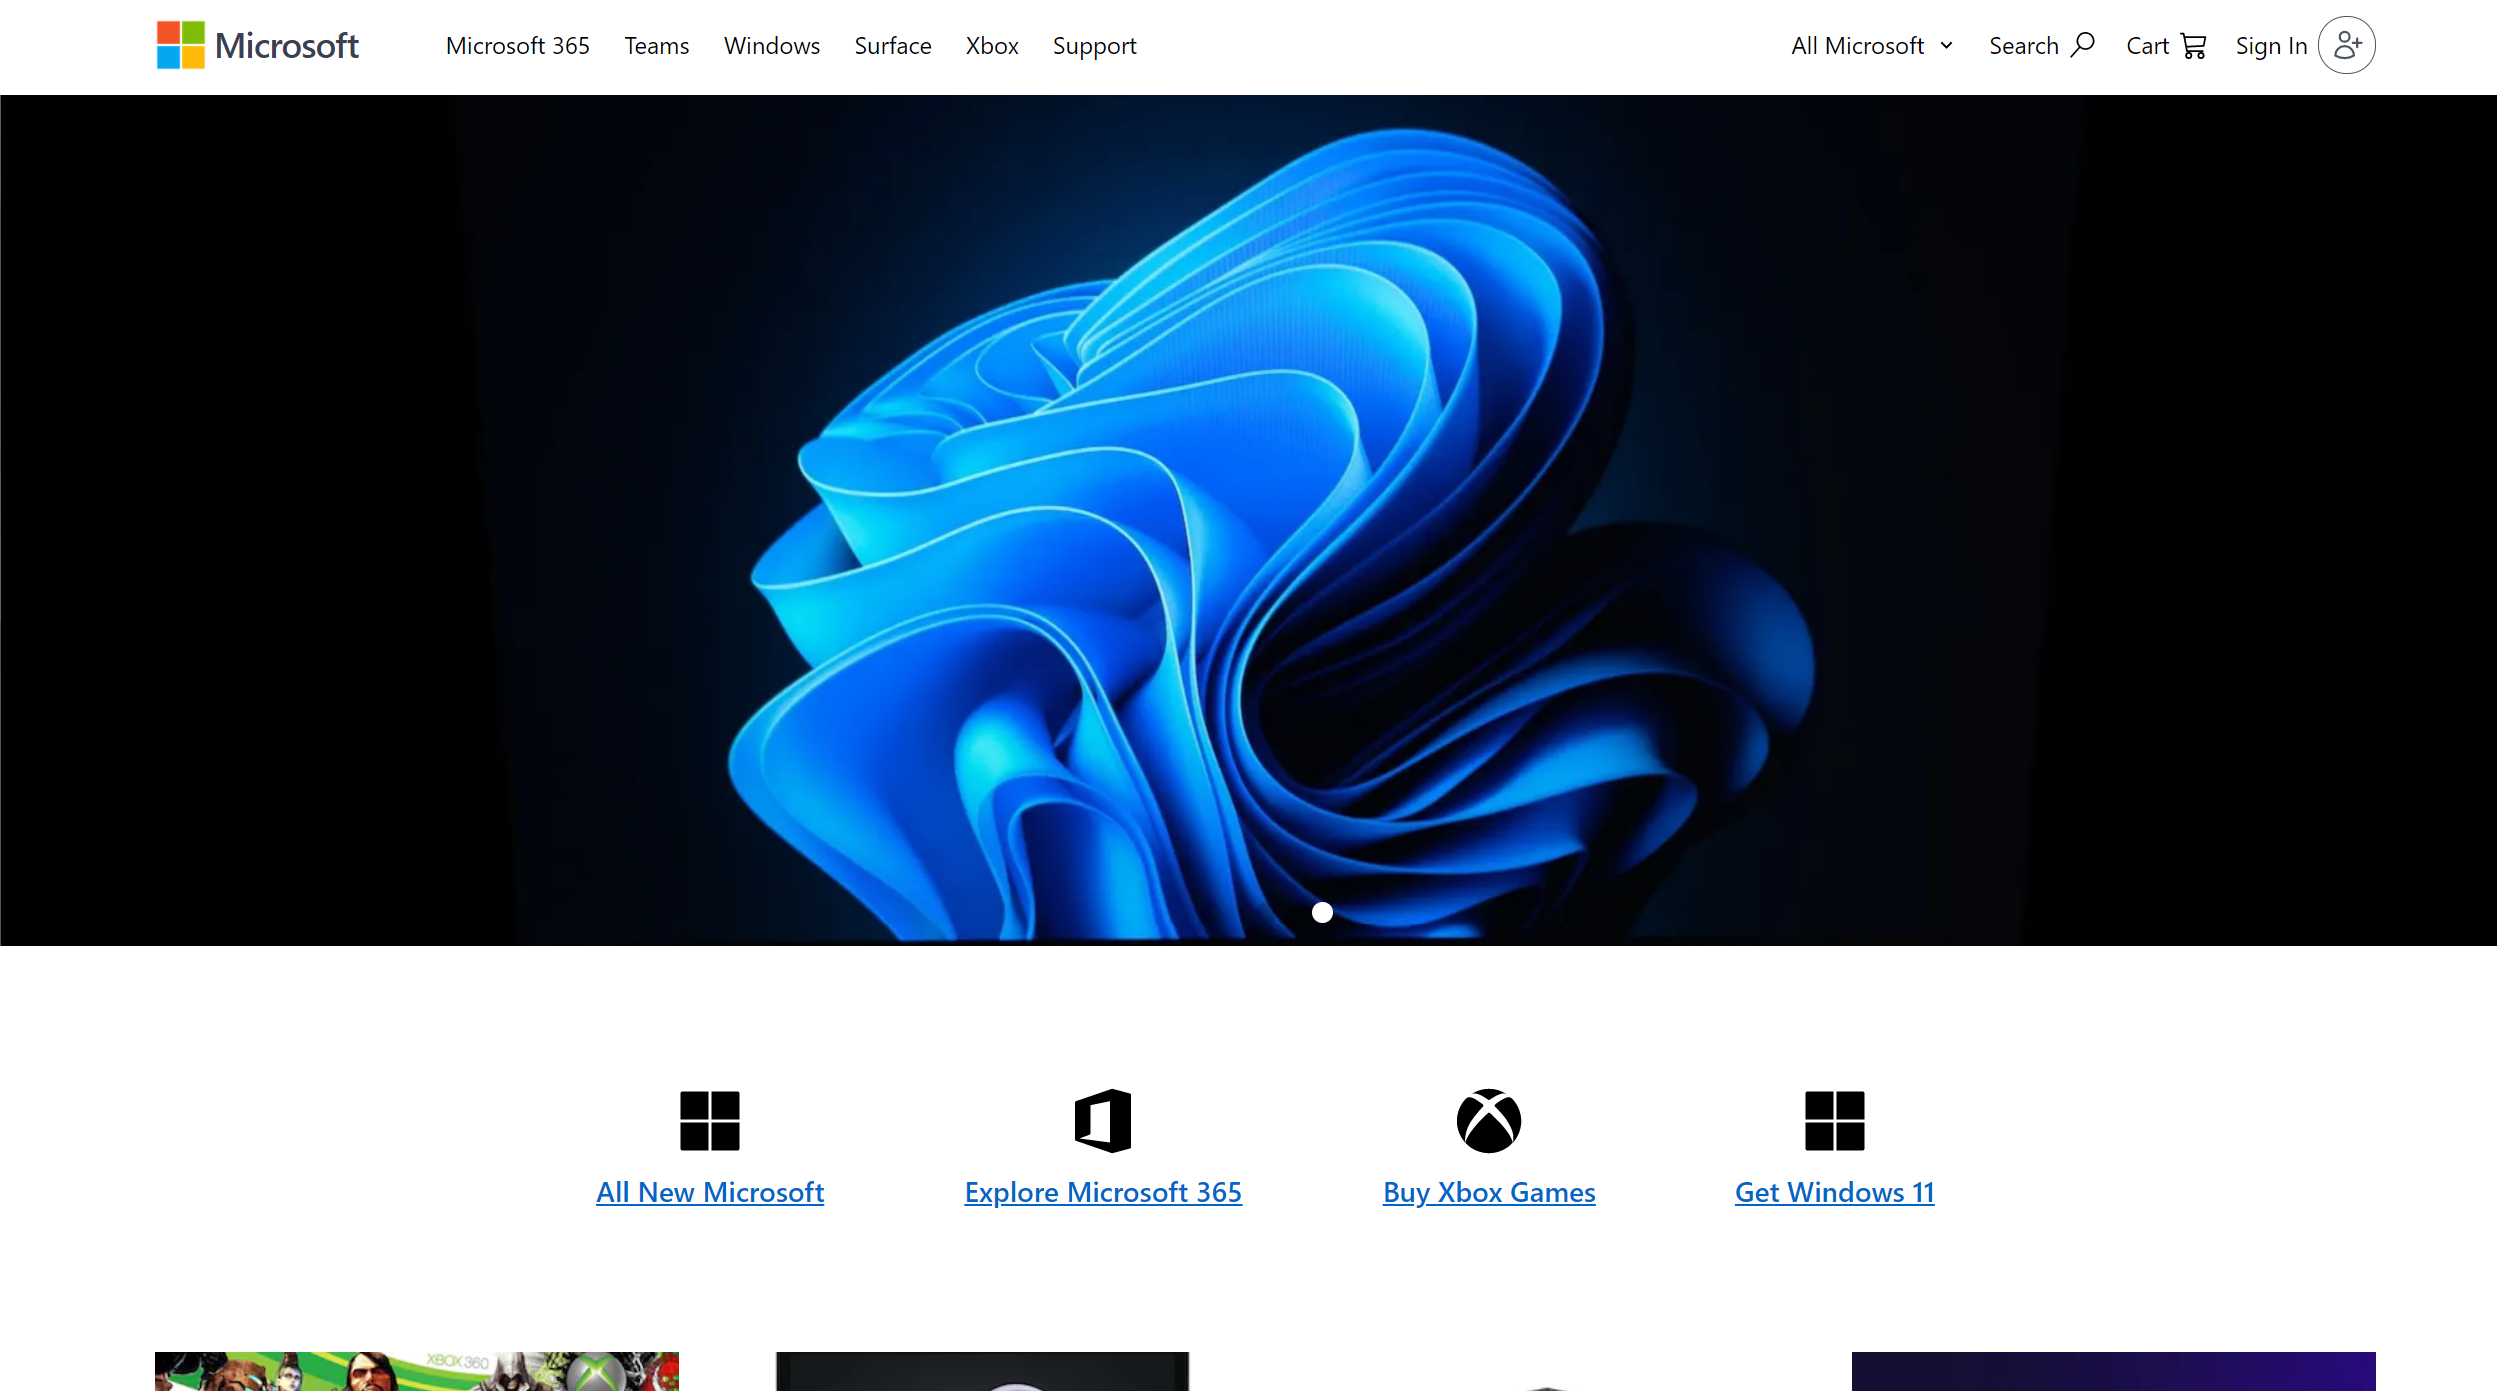 Microsoft Microsoft 365 Teams Windows Surface Xbox Support All Microsoft Search Cart Sign In
All New Microsoft Explore Microsoft 365 Buy Xbox Games Get Windows 11
XBOX 360